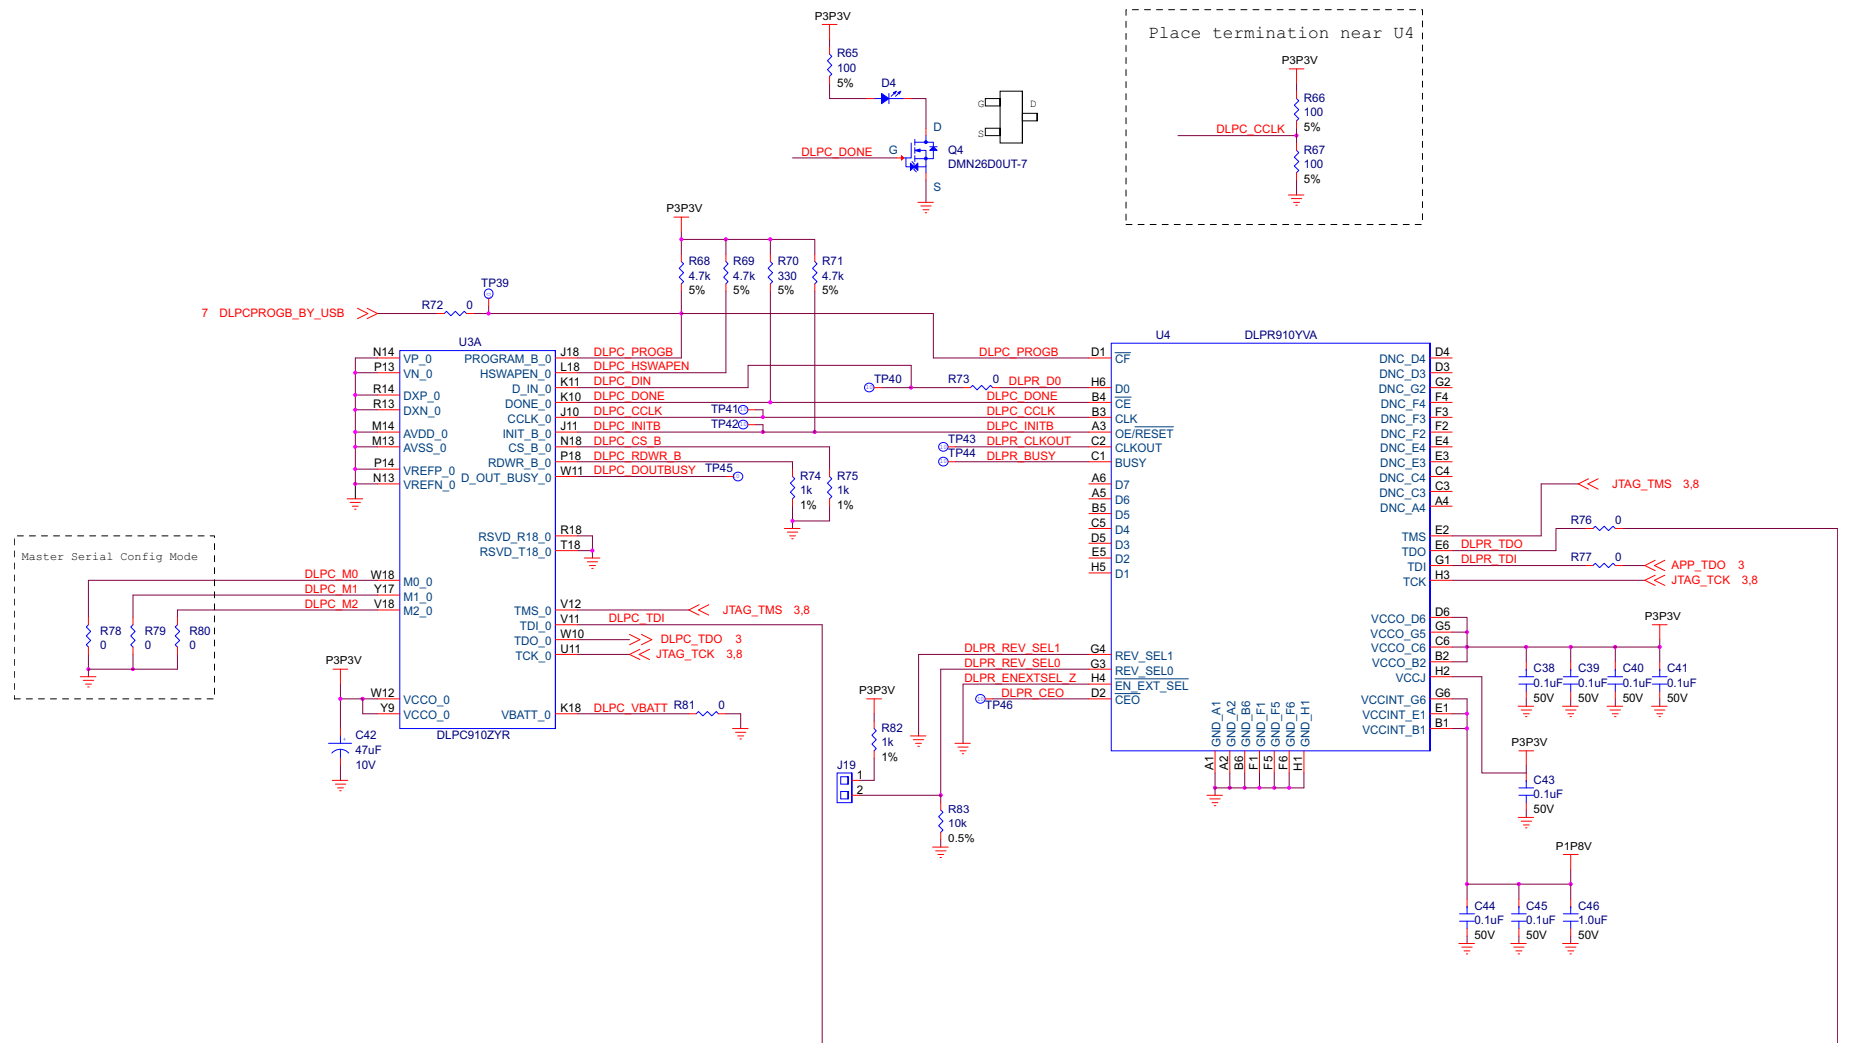 P3P3V
R65
100
5%
D4
G
D
S
D
DLPC_DONE
G
Q4
DMN26D0UT-7
S
Place termination near U4
P3P3V
R66
100
5%
DLPC_CCLK
R67
100
5%
P3P3V
R68
4.7k
5%
R69
4.7k
5%
R70
330
5%
R71
4.7k
5%
TP39
7 DLPCPROGB_BY_USB
R72 0
U3A
N14 VP_0
P13 VN_0
R14 DXP_0
R13 DXN_0
M14 AVDD_0
M13 AVSS_0
P14 VREFP_0
N13 VREFN_0
PROGRAM_B_0 J18 DLPC_PROGB
HSWAPEN_0 L18 DLPC_HSWAPEN
D_IN_0 K11 DLPC_DIN
DONE_0 K10 DLPC_DONE
CCLK_0 J10 DLPC_CCLK
INIT_B_0 J11 DLPC_INITB
CS_B_0 N18 DLPC_CS_B
RDWR_B_0 P18 DLPC_RDWR_B
D_OUT_BUSY_0 W11 DLPC_DOUTBUSY
TP41
TP42
TP45
R74
1k
1%
R75
1k
1%
RSVD_R18_0 R18
RSVD_T18_0 T18
Master Serial Config Mode
DLPC_M0 W18 M0_0
DLPC_M1 Y17 M1_0
DLPC_M2 V18 M2_0
R78
0
R79
0
R80
0
TMS_0 V12 JTAG_TMS 3,8
TDI_0 V11 DLPC_TDI
TDO_0 W10 DLPC_TDO 3
TCK_0 U11 JTAG_TCK 3,8
P3P3V
W12 VCCO_0
Y9 VCCO_0
VBATT_0 K18 DLPC_VBATT R81 0
DLPC910ZYR
C42
47uF
10V
U4 DLPR910YVA
DLPC_PROGB D1 CF
TP40 R73 0 DLPR_D0 H6 D0
DLPC_DONE B4 CE
DLPC_CCLK B3 CLK
DLPC_INITB A3 OE/RESET
TP43 DLPR_CLKOUT C2 CLKOUT
TP44 DLPR_BUSY C1 BUSY
A6 D7
A5 D6
B5 D5
C5 D4
D5 D3
E5 D2
H5 D1
DLPR_REV_SEL1 G4 REV_SEL1
DLPR_REV_SEL0 G3 REV_SEL0
DLPR_ENEXTSEL_Z H4 EN_EXT_SEL
DLPR_CEO D2 CEO
TP46
P3P3V
R82
1k
1%
J19
1
2
R83
10k
0.5%
GND_A1
GND_A2
GND_B6
GND_F1
GND_F5
GND_F6
GND_H1
A1
A2
B6
F1
F5
F6
H1
DNC_D4 D4
DNC_D3 D3
DNC_G2 G2
DNC_F4 F4
DNC_F3 F3
DNC_F2 F2
DNC_E4 E4
DNC_E3 E3
DNC_C4 C4
DNC_C3 C3
DNC_A4 A4
TMS E2
TDO E6 DLPR_TDO
TDI G1 DLPR_TDI
TCK H3
JTAG_TMS 3,8
R76 0
R77 0
APP_TDO 3
JTAG_TCK 3,8
VCCO_D6 D6
VCCO_G5 G5
VCCO_C6 C6
VCCO_B2 B2
VCCJ H2
VCCINT_G6 G6
VCCINT_E1 E1
VCCINT_B1 B1
P3P3V
C38
0.1uF
50V
C39
0.1uF
50V
C40
0.1uF
50V
C41
0.1uF
50V
P3P3V
C43
0.1uF
50V
P1P8V
C44
0.1uF
50V
C45
0.1uF
50V
C46
1.0uF
50V